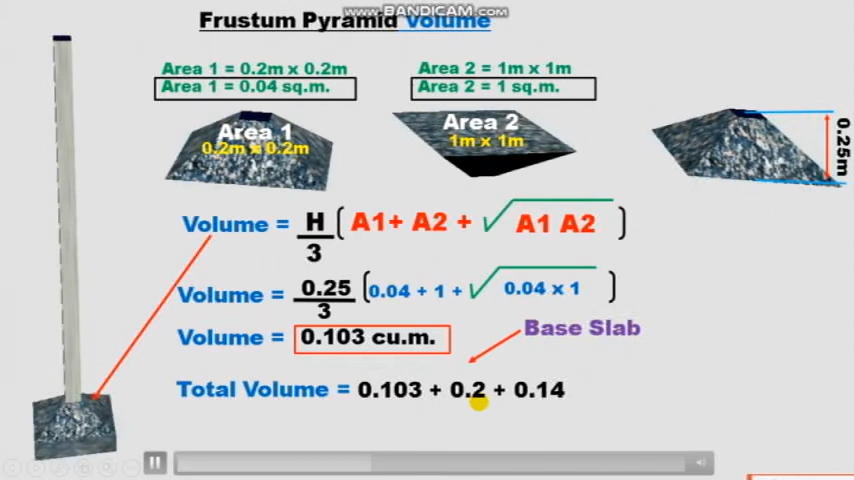 WWW.BANDICAM.COM
Frustum Pyramid Volume
Area 1 = 0.2m x 0.2m
Area 1 = 0.04 sq.m.
Area 2 = 1m x 1m
Area 2 = 1 sq.m.
Area 1
0.2m x 0.2m
Area 2
1m x 1m
0.25m
Volume = H/3 [A1+ A2 + √A1 A2]
Volume = 0.25/3 [0.04 + 1 + √0.04 x 1]
Volume = 0.103 cu.m.
Base Slab
Total Volume = 0.103 + 0.2 + 0.14